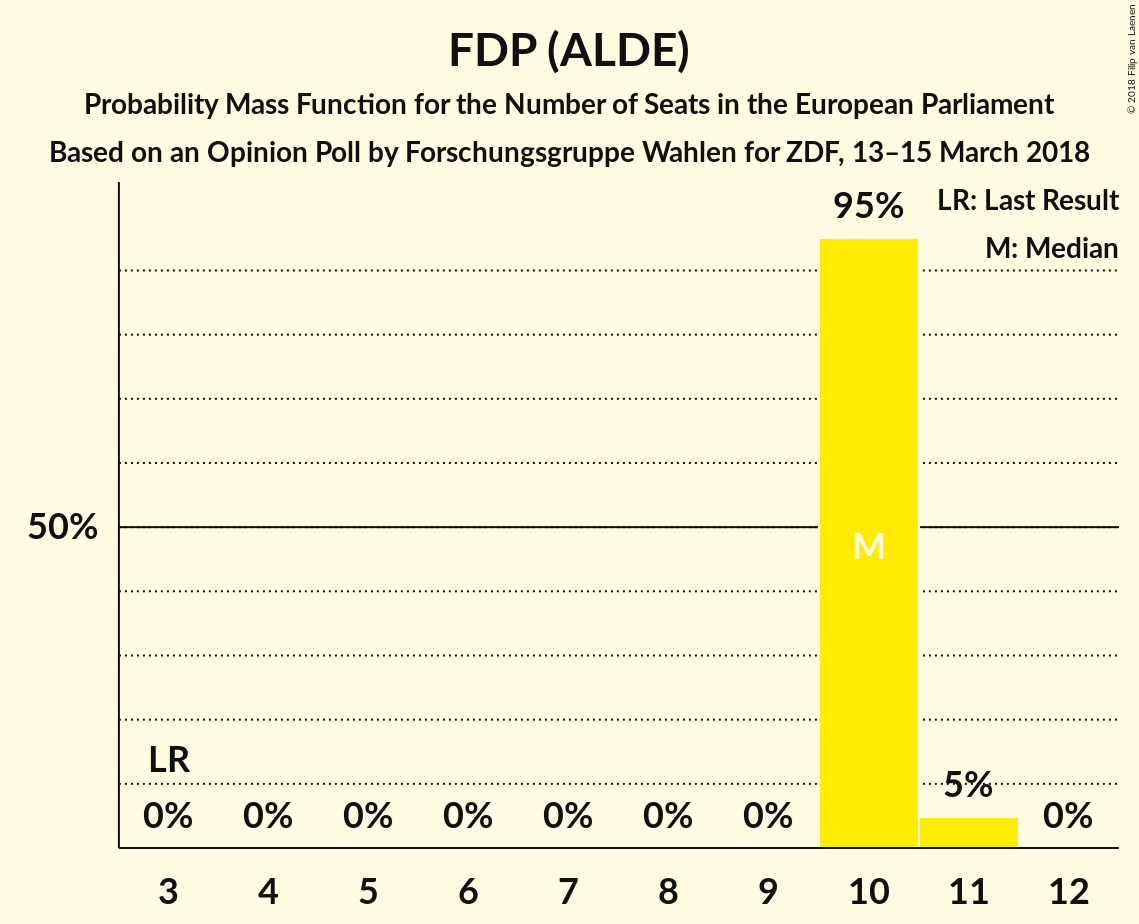 FDP (ALDE)
Probability Mass Function for the Number of Seats in the European Parliament
Based on an Opinion Poll by Forschungsgruppe Wahlen for ZDF, 13–15 March 2018
© 2018 Filip van Laenen
LR: Last Result
M: Median
95%
50%
M
LR
5%
0% 0% 0% 0% 0% 0% 0% 0%
3 4 5 6 7 8 9 10 11 12